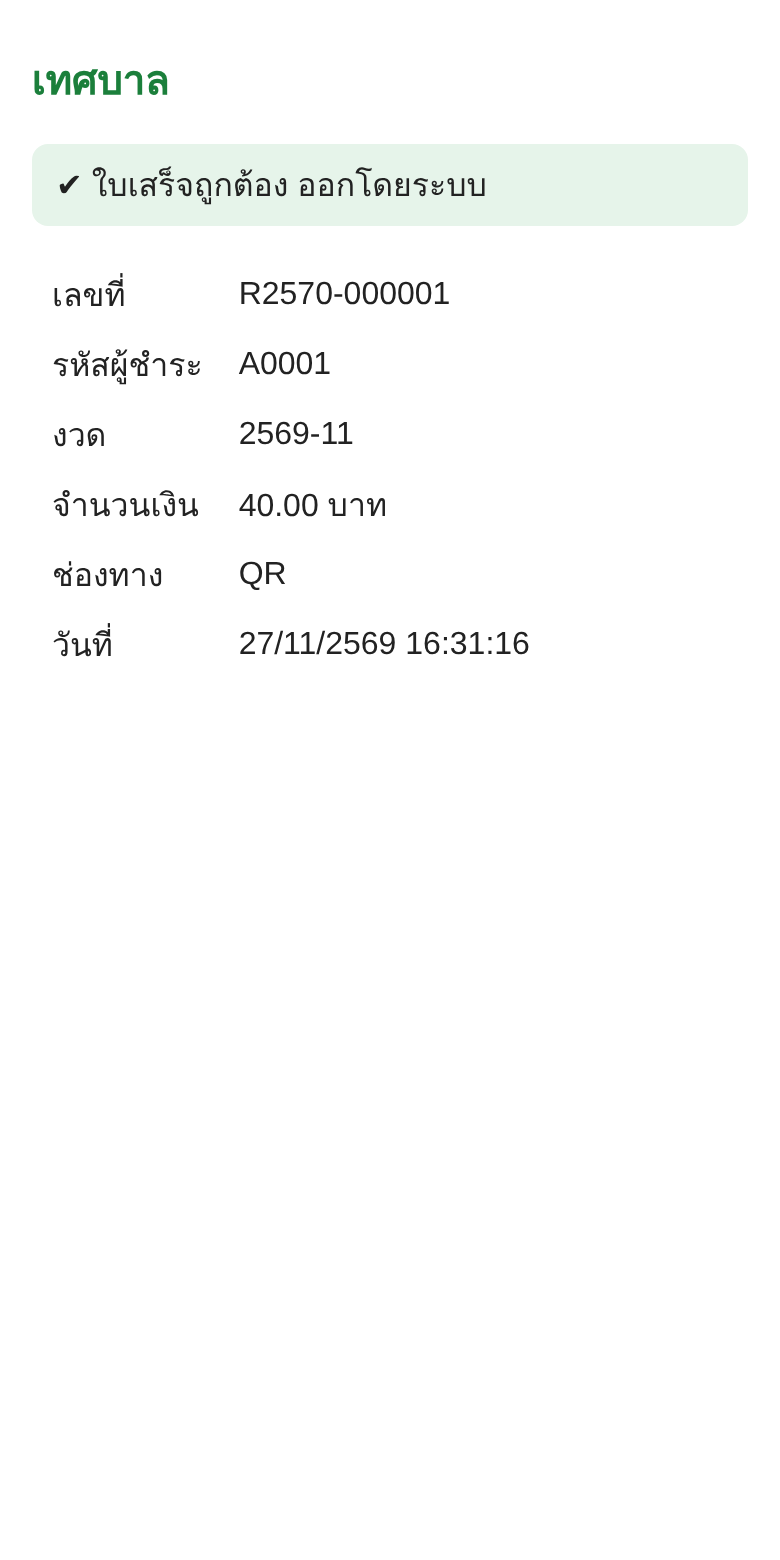 เทศบาล
✔ ใบเสร็จถูกต้อง ออกโดยระบบ
เลขที่ R2570-000001
รหัสผู้ชำระ A0001
งวด 2569-11
จำนวนเงิน 40.00 บาท
ช่องทาง QR
วันที่ 27/11/2569 16:31:16